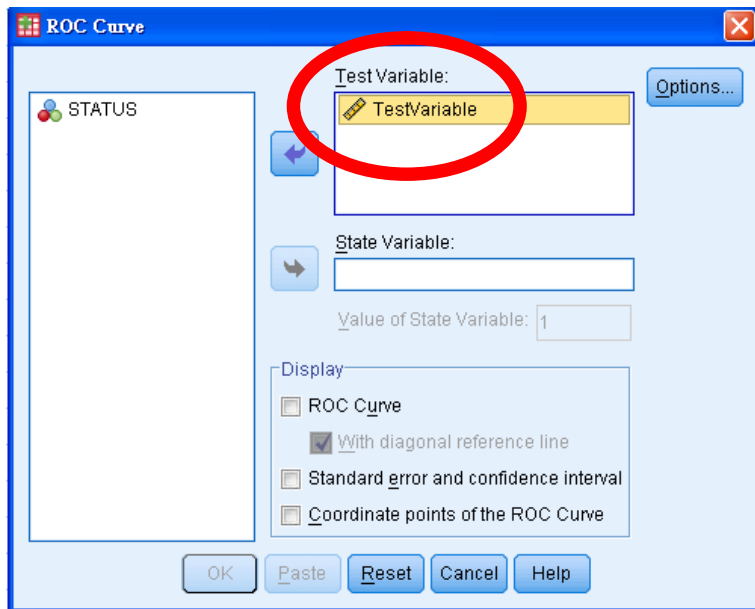 ROC Curve
STATUS
Test Variable:
TestVariable
Options...
State Variable:
Value of State Variable: 1
Display
ROC Curve
With diagonal reference line
Standard error and confidence interval
Coordinate points of the ROC Curve
OK Paste Reset Cancel Help